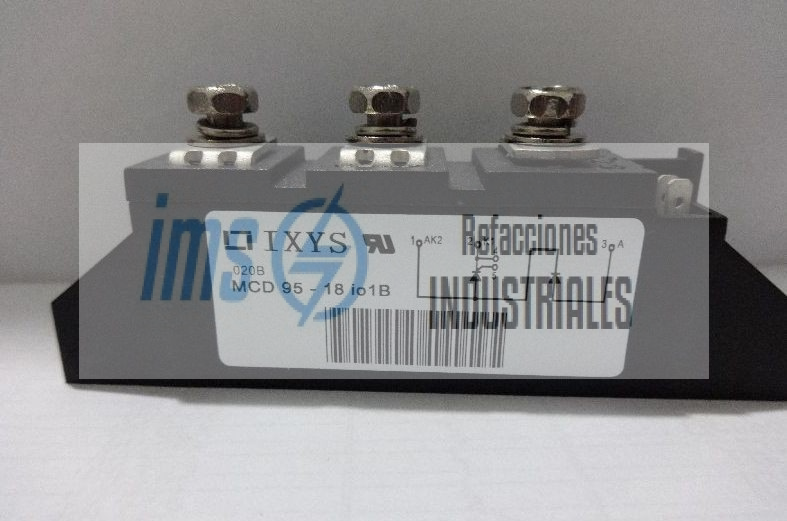 IXYS
020B
MCD 95 - 18 io1B
1 AK2
2
3 A
ims
Refacciones
INDUSTRIALES